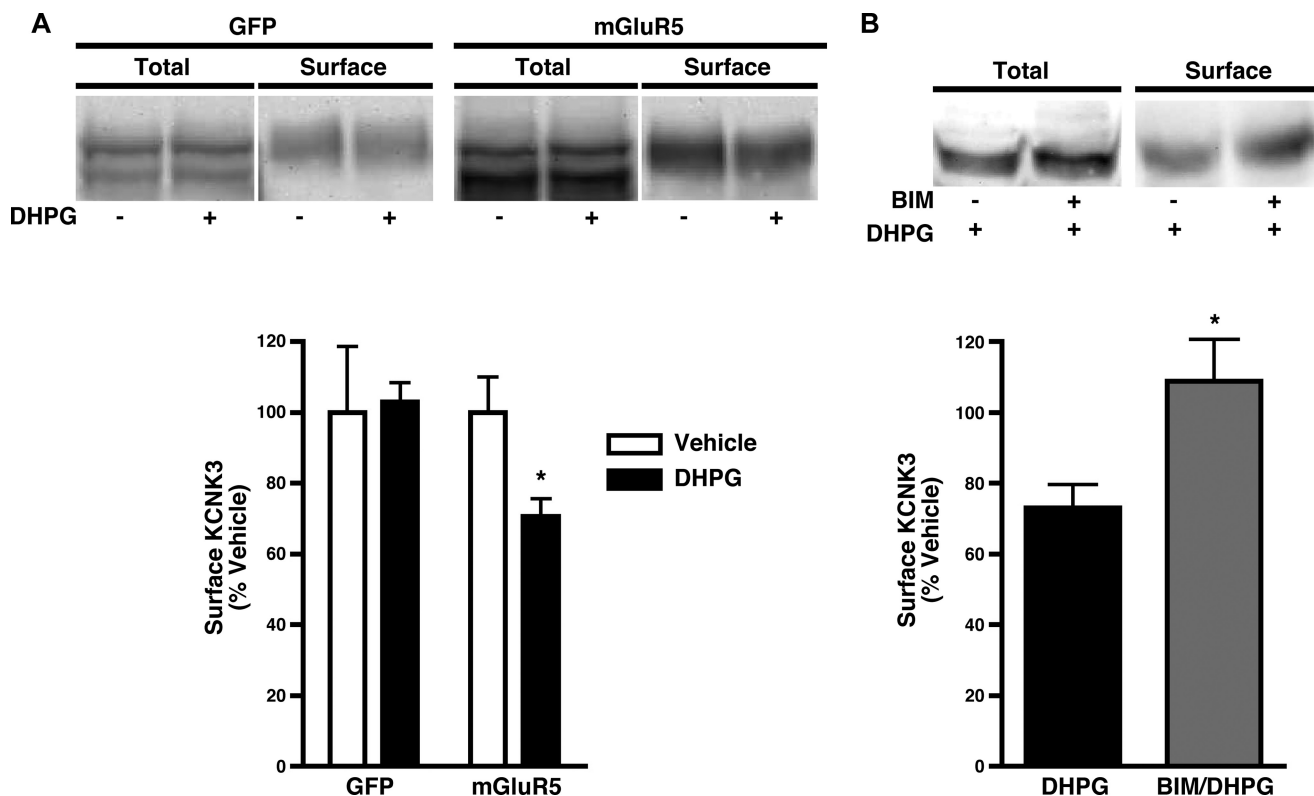 A
GFP
mGluR5
Total
Surface
Total
Surface
DHPG - + - + - + - +
120
100
80
60
40
20
0
Surface KCNK3
(% Vehicle)
*
GFP
mGluR5
Vehicle
DHPG
B
Total
Surface
BIM - + - +
DHPG + + + +
120
100
80
60
40
20
0
Surface KCNK3
(% Vehicle)
*
DHPG
BIM/DHPG